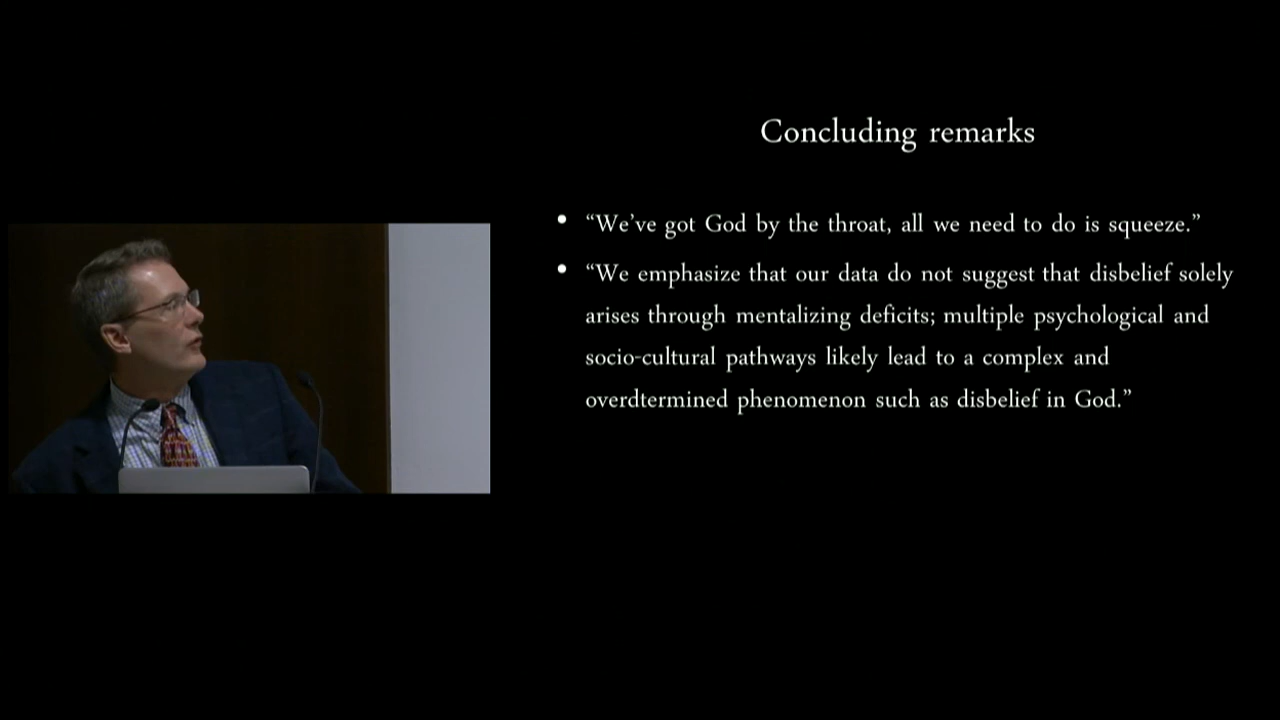 Concluding remarks
• “We’ve got God by the throat, all we need to do is squeeze.”
• “We emphasize that our data do not suggest that disbelief solely
arises through mentalizing deficits; multiple psychological and
socio-cultural pathways likely lead to a complex and
overdtermined phenomenon such as disbelief in God.”